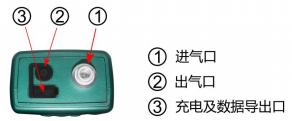 ③ ② ①
① 进气口
② 出气口
③ 充电及数据导出口